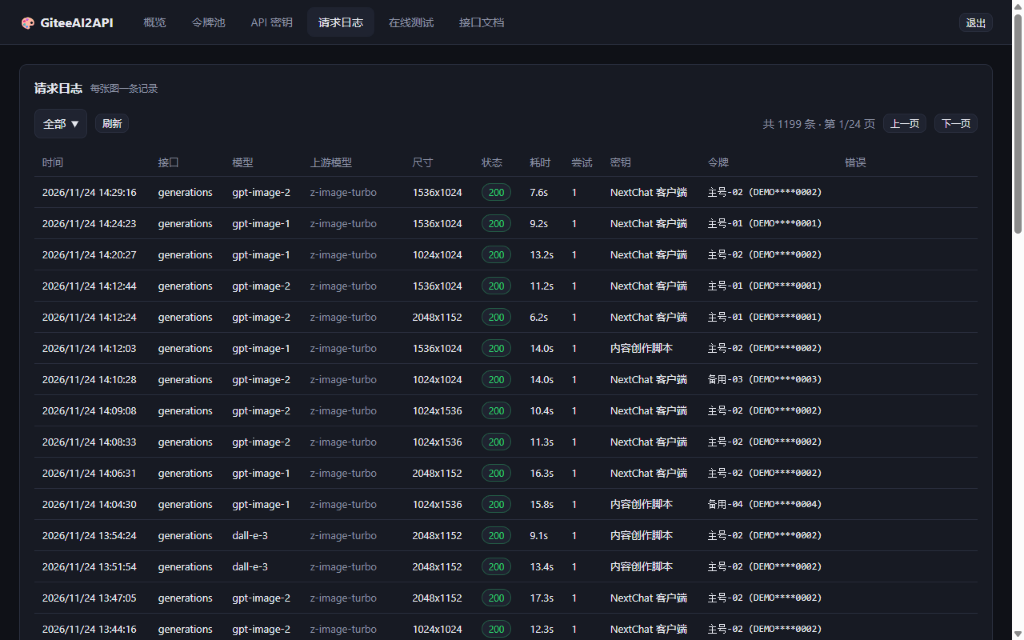 GiteeAI2API 概览 令牌池 API 密钥 请求日志 在线测试 接口文档 退出
请求日志 每张图一条记录
全部 ▼ 刷新 共 1199 条 · 第 1/24 页 上一页 下一页
时间 接口 模型 上游模型 尺寸 状态 耗时 尝试 密钥 令牌 错误
2026/11/24 14:29:16 generations gpt-image-2 z-image-turbo 1536x1024 200 7.6s 1 NextChat 客户端 主号-02 (DEMO****0002)
2026/11/24 14:24:23 generations gpt-image-1 z-image-turbo 1536x1024 200 9.2s 1 NextChat 客户端 主号-01 (DEMO****0001)
2026/11/24 14:20:27 generations gpt-image-1 z-image-turbo 1024x1024 200 13.2s 1 NextChat 客户端 主号-02 (DEMO****0002)
2026/11/24 14:12:44 generations gpt-image-2 z-image-turbo 1536x1024 200 11.2s 1 NextChat 客户端 主号-01 (DEMO****0001)
2026/11/24 14:12:24 generations gpt-image-2 z-image-turbo 2048x1152 200 6.2s 1 NextChat 客户端 主号-01 (DEMO****0001)
2026/11/24 14:12:03 generations gpt-image-1 z-image-turbo 1536x1024 200 14.0s 1 内容创作脚本 主号-02 (DEMO****0002)
2026/11/24 14:10:28 generations gpt-image-2 z-image-turbo 1024x1024 200 14.0s 1 NextChat 客户端 备用-03 (DEMO****0003)
2026/11/24 14:09:08 generations gpt-image-2 z-image-turbo 1024x1536 200 10.4s 1 NextChat 客户端 主号-02 (DEMO****0002)
2026/11/24 14:08:33 generations gpt-image-2 z-image-turbo 1024x1536 200 11.3s 1 NextChat 客户端 主号-02 (DEMO****0002)
2026/11/24 14:06:31 generations gpt-image-1 z-image-turbo 2048x1152 200 16.3s 1 NextChat 客户端 主号-02 (DEMO****0002)
2026/11/24 14:04:30 generations gpt-image-1 z-image-turbo 1024x1536 200 15.8s 1 内容创作脚本 备用-04 (DEMO****0004)
2026/11/24 13:54:24 generations dall-e-3 z-image-turbo 2048x1152 200 9.1s 1 内容创作脚本 主号-02 (DEMO****0002)
2026/11/24 13:51:54 generations dall-e-3 z-image-turbo 2048x1152 200 13.4s 1 内容创作脚本 主号-02 (DEMO****0002)
2026/11/24 13:47:05 generations gpt-image-2 z-image-turbo 2048x1152 200 17.3s 1 NextChat 客户端 主号-02 (DEMO****0002)
2026/11/24 13:44:16 generations gpt-image-2 z-image-turbo 1024x1024 200 12.3s 1 NextChat 客户端 主号-02 (DEMO****0002)